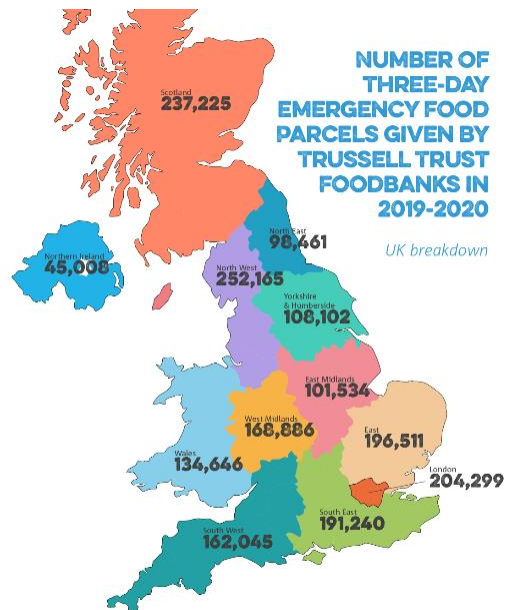 NUMBER OF
THREE-DAY
EMERGENCY FOOD
PARCELS GIVEN BY
TRUSSELL TRUST
FOODBANKS IN
2019-2020
UK breakdown
Scotland
237,225
North East
98,461
Northern Ireland
45,008
North West
252,165
Yorkshire
& Humberside
108,102
East Midlands
101,534
West Midlands
168,886
East
196,511
Wales
134,646
London
204,299
South East
191,240
South West
162,045